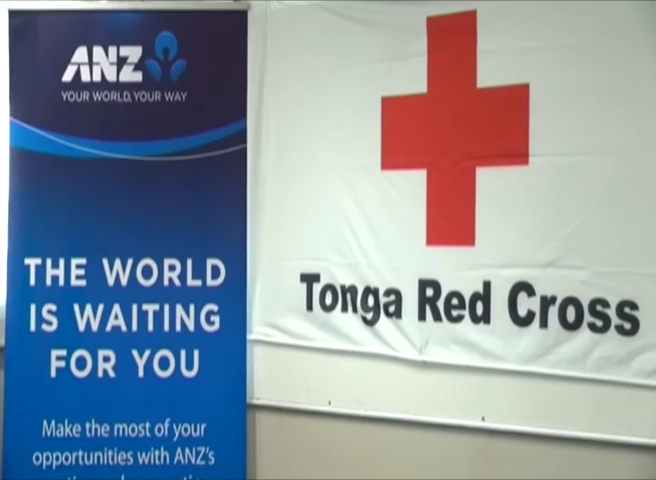 ANZ
YOUR WORLD, YOUR WAY
THE WORLD
IS WAITING
FOR YOU
Make the most of your
opportunities with ANZ's
Tonga Red Cross